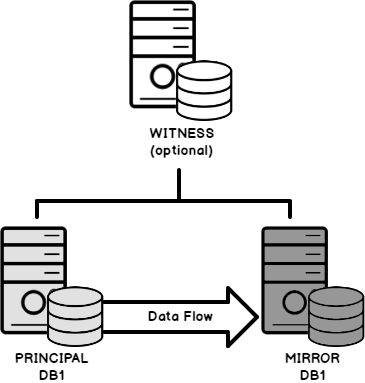 WITNESS
(optional)
Data Flow
PRINCIPAL
DB1
MIRROR
DB1